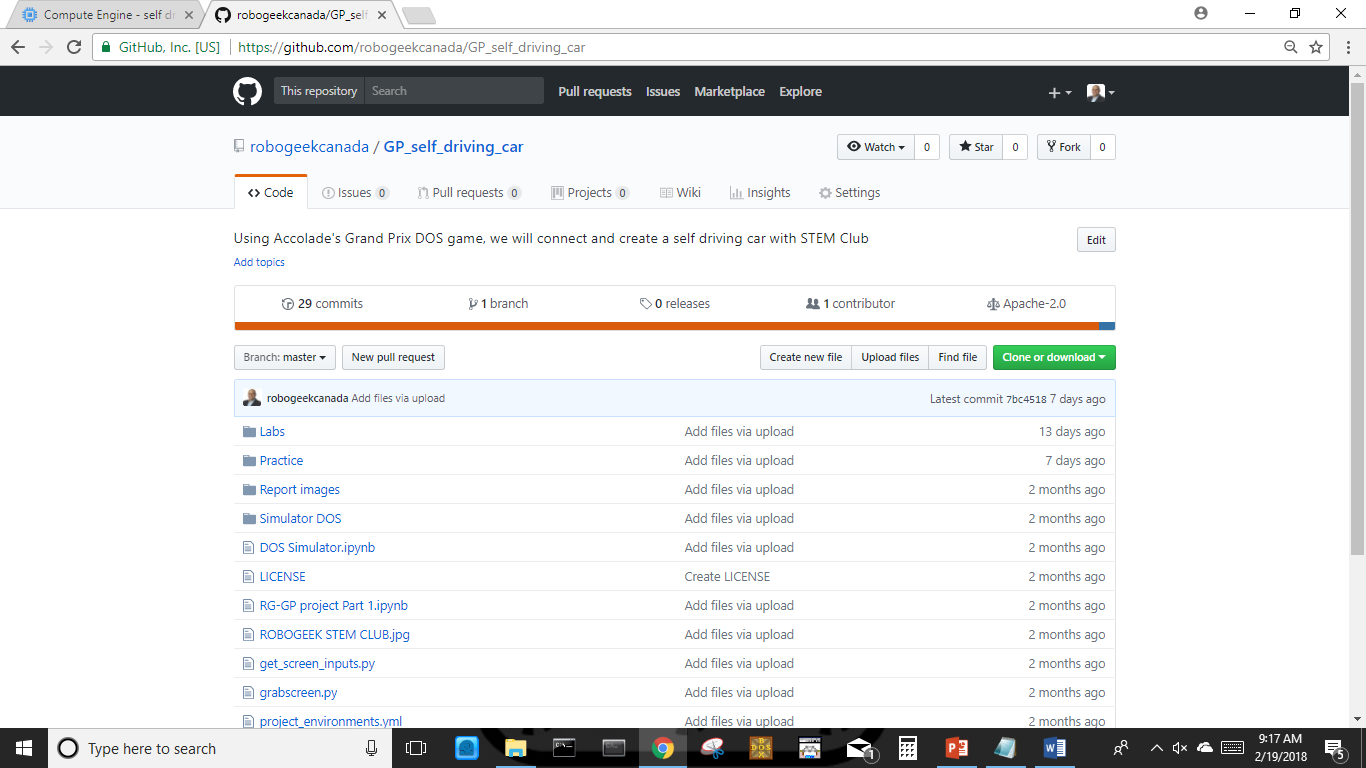 Compute Engine - self dr
robogeekcanada/GP_self
GitHub, Inc. [US] https://github.com/robogeekcanada/GP_self_driving_car
This repository Search Pull requests Issues Marketplace Explore
robogeekcanada / GP_self_driving_car
Watch 0 Star 0 Fork 0
Code Issues 0 Pull requests 0 Projects 0 Wiki Insights Settings
Using Accolade's Grand Prix DOS game, we will connect and create a self driving car with STEM Club
Edit
Add topics
29 commits 1 branch 0 releases 1 contributor Apache-2.0
Branch: master New pull request Create new file Upload files Find file Clone or download
robogeekcanada Add files via upload Latest commit 7bc4518 7 days ago
Labs Add files via upload 13 days ago
Practice Add files via upload 7 days ago
Report images Add files via upload 2 months ago
Simulator DOS Add files via upload 2 months ago
DOS Simulator.ipynb Add files via upload 2 months ago
LICENSE Create LICENSE 2 months ago
RG-GP project Part 1.ipynb Add files via upload 2 months ago
ROBOGEEK STEM CLUB.jpg Add files via upload 2 months ago
get_screen_inputs.py Add files via upload 2 months ago
grabscreen.py Add files via upload 2 months ago
project_environments.yml Add files via upload 2 months ago
Type here to search
1
9:17 AM
2/19/2018
5